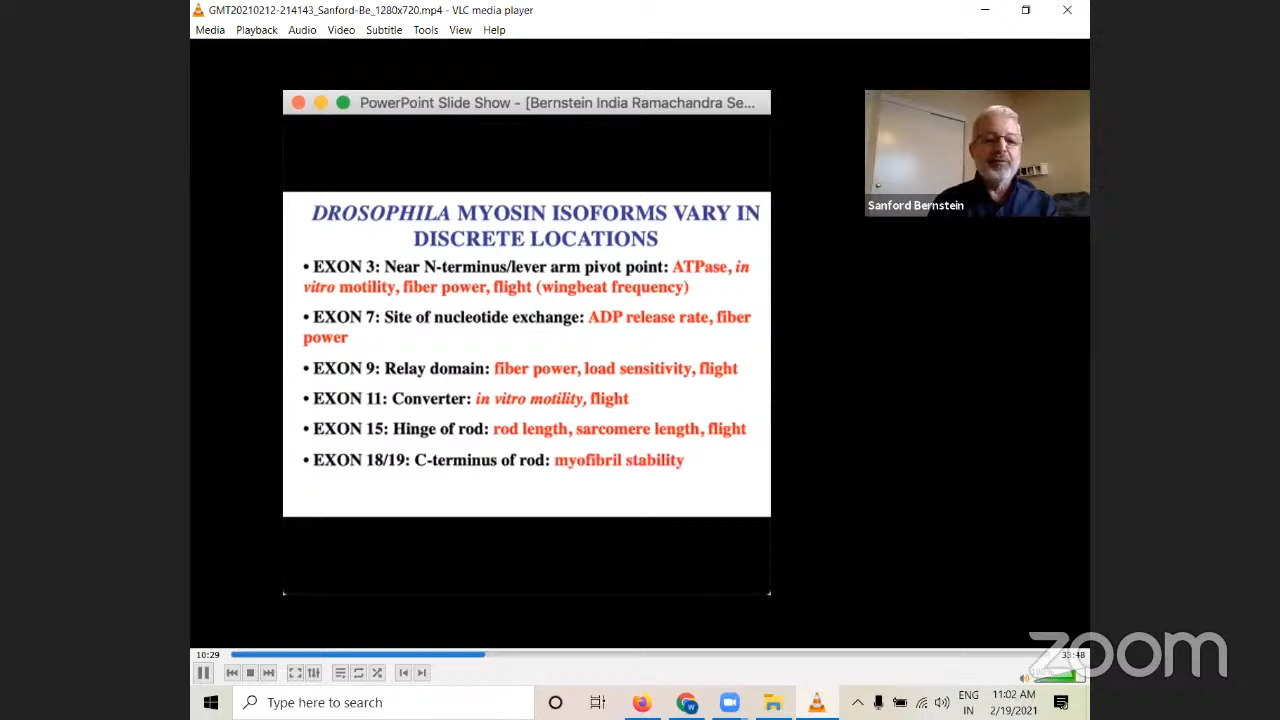 GMT20210212-214143_Sanford-Be_1280x720.mp4 - VLC media player
Media Playback Audio Video Subtitle Tools View Help
PowerPoint Slide Show - [Bernstein India Ramachandra Se...
DROSOPHILA MYOSIN ISOFORMS VARY IN
DISCRETE LOCATIONS
• EXON 3: Near N-terminus/lever arm pivot point: ATPase, in
vitro motility, fiber power, flight (wingbeat frequency)
• EXON 7: Site of nucleotide exchange: ADP release rate, fiber
power
• EXON 9: Relay domain: fiber power, load sensitivity, flight
• EXON 11: Converter: in vitro motility, flight
• EXON 15: Hinge of rod: rod length, sarcomere length, flight
• EXON 18/19: C-terminus of rod: myofibril stability
Sanford Bernstein
10:29
33:48
100%
zoom
Type here to search
ENG
IN
11:02 AM
2/19/2021